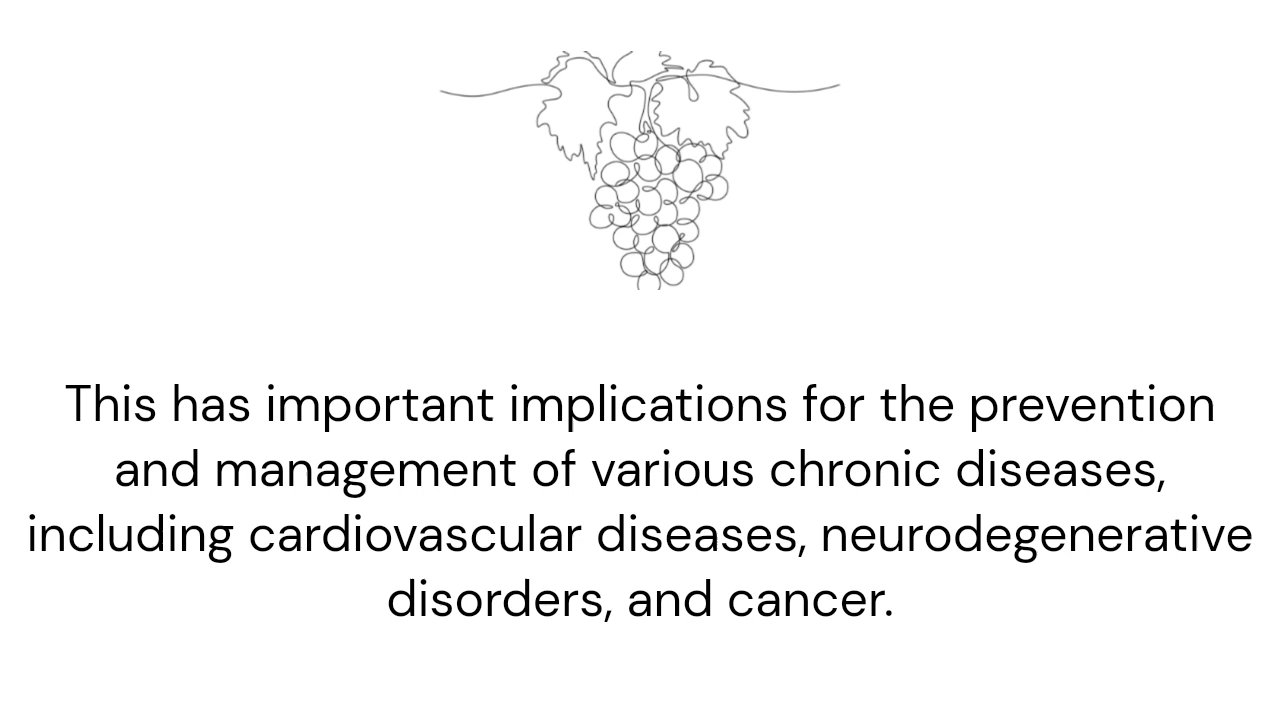 This has important implications for the prevention
and management of various chronic diseases,
including cardiovascular diseases, neurodegenerative
disorders, and cancer.